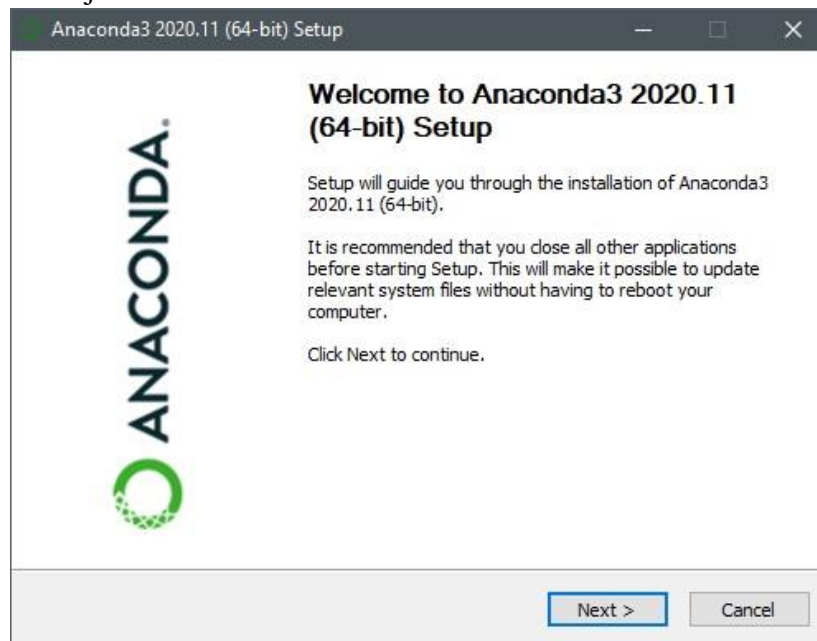 Anaconda3 2020.11 (64-bit) Setup
Welcome to Anaconda3 2020.11
(64-bit) Setup
Setup will guide you through the installation of Anaconda3
2020.11 (64-bit).
It is recommended that you close all other applications
before starting Setup. This will make it possible to update
relevant system files without having to reboot your
computer.
Click Next to continue.
ANACONDA.
Next >
Cancel